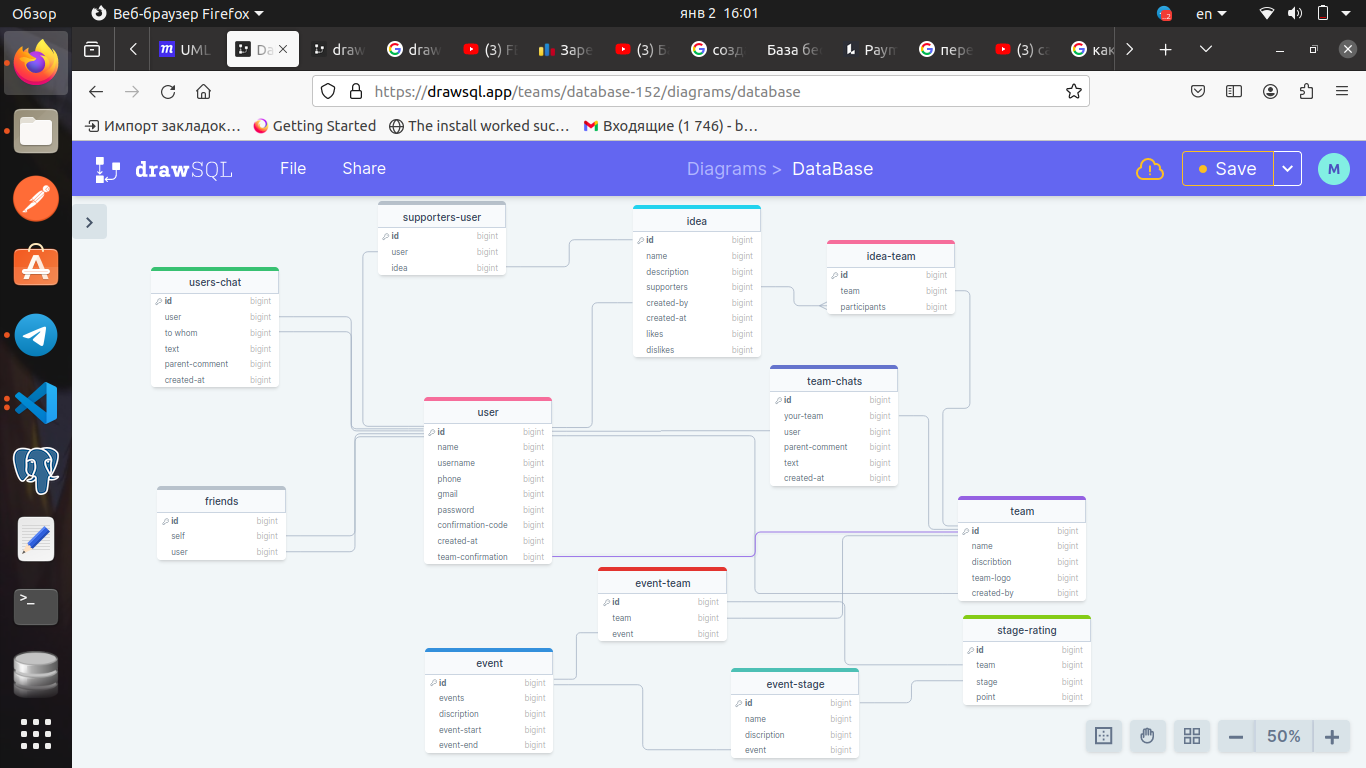 Обзор Веб-браузер Firefox янв 2 16:01 en
UML Da draw draw (3) F Заре (3) Б созд База бе Paym пере (3) са как
https://drawsql.app/teams/database-152/diagrams/database
Импорт закладок… Getting Started The install worked suc… Входящие (1 746) - b…
drawSQL File Share Diagrams > DataBase Save M
supporters-user
id bigint
user bigint
idea bigint
idea
id bigint
name bigint
description bigint
supporters bigint
created-by bigint
created-at bigint
likes bigint
dislikes bigint
idea-team
id bigint
team bigint
participants bigint
users-chat
id bigint
user bigint
to whom bigint
text bigint
parent-comment bigint
created-at bigint
team-chats
id bigint
your-team bigint
user bigint
parent-comment bigint
text bigint
created-at bigint
user
id bigint
name bigint
username bigint
phone bigint
gmail bigint
password bigint
confirmation-code bigint
created-at bigint
team-confirmation bigint
friends
id bigint
self bigint
user bigint
team
id bigint
name bigint
discribtion bigint
team-logo bigint
created-by bigint
event-team
id bigint
team bigint
event bigint
stage-rating
id bigint
team bigint
stage bigint
point bigint
event
id bigint
events bigint
discription bigint
event-start bigint
event-end bigint
event-stage
id bigint
name bigint
discription bigint
event bigint
50%